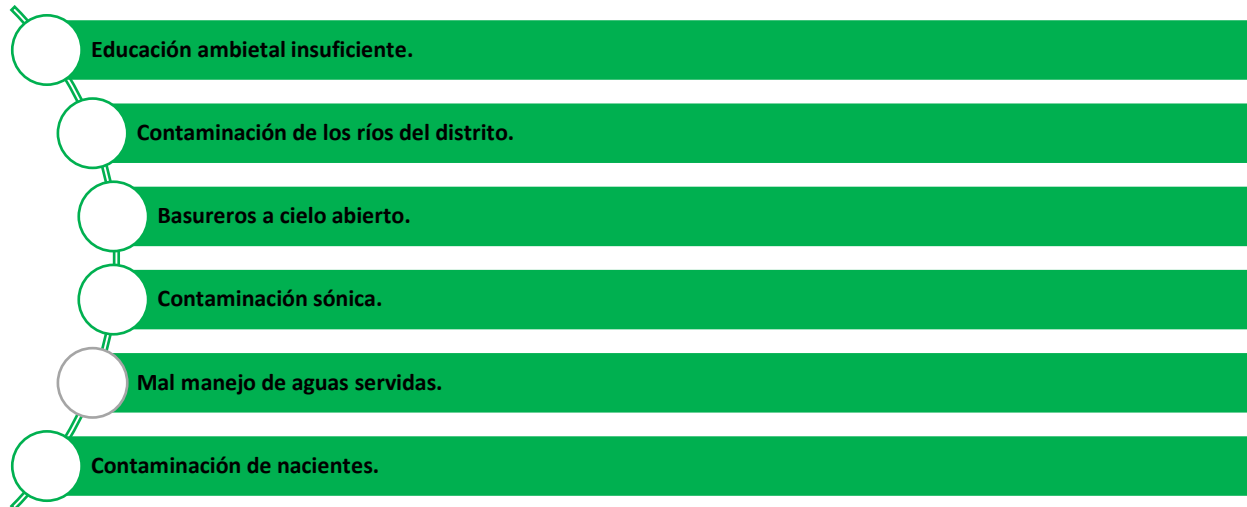 Educación ambietal insuficiente.
Contaminación de los ríos del distrito.
Basureros a cielo abierto.
Contaminación sónica.
Mal manejo de aguas servidas.
Contaminación de nacientes.